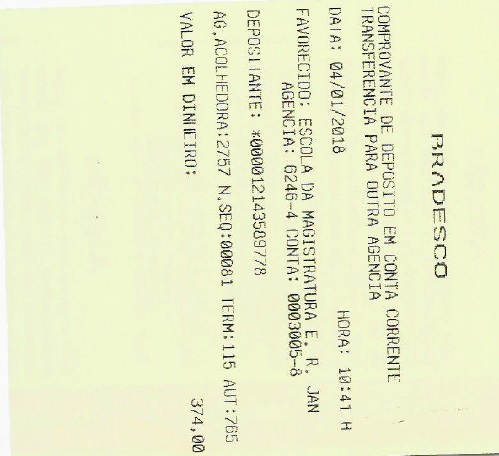 BRADESCO
COMPROVANTE DE DEPOSITO EM CONTA CORRENTE
TRANSFERENCIA PARA OUTRA AGENCIA
DATA: 04/01/2018 HORA: 10:41 H
FAVORECIDO: ESCOLA DA MAGISTRATURA E. R. JAN
AGENCIA: 6246-4 CONTA: 0003005-8
DEPOSITANTE: *000012143589778
AG.ACOLHEDORA:2757 N.SEQ:00081 TERM:115 AUT:765
VALOR EM DINHEIRO: 374,00